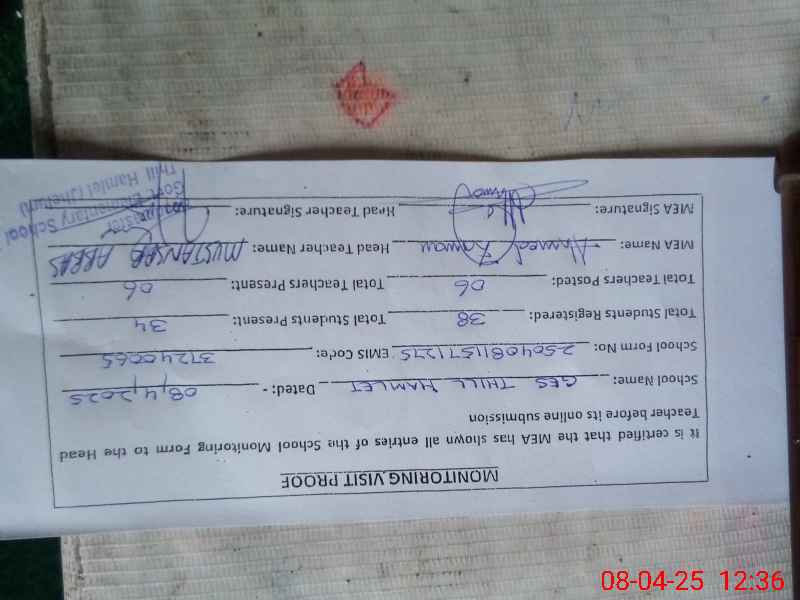 MONITORING VISIT PROOF
It is certified that the MEA has shown all entries of the School Monitoring Form to the Head
Teacher before its online submission
School Name: GES THILL HAMLET Dated: - 08,4,2025
School Form No: 250408115711275 EMIS Code: 37240065
Total Students Registered: 38 Total Students Present: 34
Total Teachers Posted: 06 Total Teachers Present: 06
MEA Name: Ahmed Head Teacher Name: MUSTANSAR ABBAS
MEA Signature: Head Teacher Signature:
Headmaster
Govt. Elementary School
Thill Hamlet (Jhelum)
08-04-25 12:36